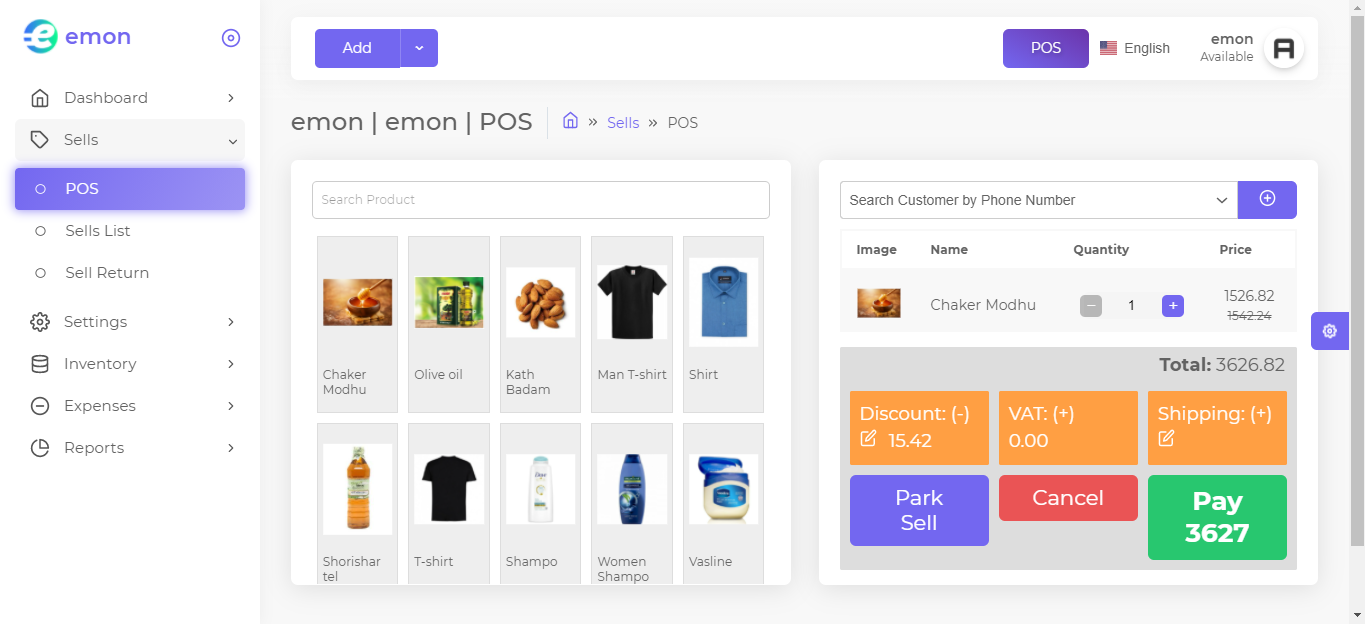 emon
Dashboard
Sells
POS
Sells List
Sell Return
Settings
Inventory
Expenses
Reports
Add
POS
English
emon
Available
emon | emon | POS
» Sells » POS
Search Product
Chaker
Modhu
Olive oil
Kath
Badam
Man T-shirt
Shirt
Shorishar
tel
T-shirt
Shampo
Women
Shampo
Vasline
Search Customer by Phone Number
Image Name Quantity Price
Chaker Modhu
1
1526.82
1542.24
Total: 3626.82
Discount: (-)
15.42
VAT: (+)
0.00
Shipping: (+)
Park
Sell
Cancel
Pay
3627